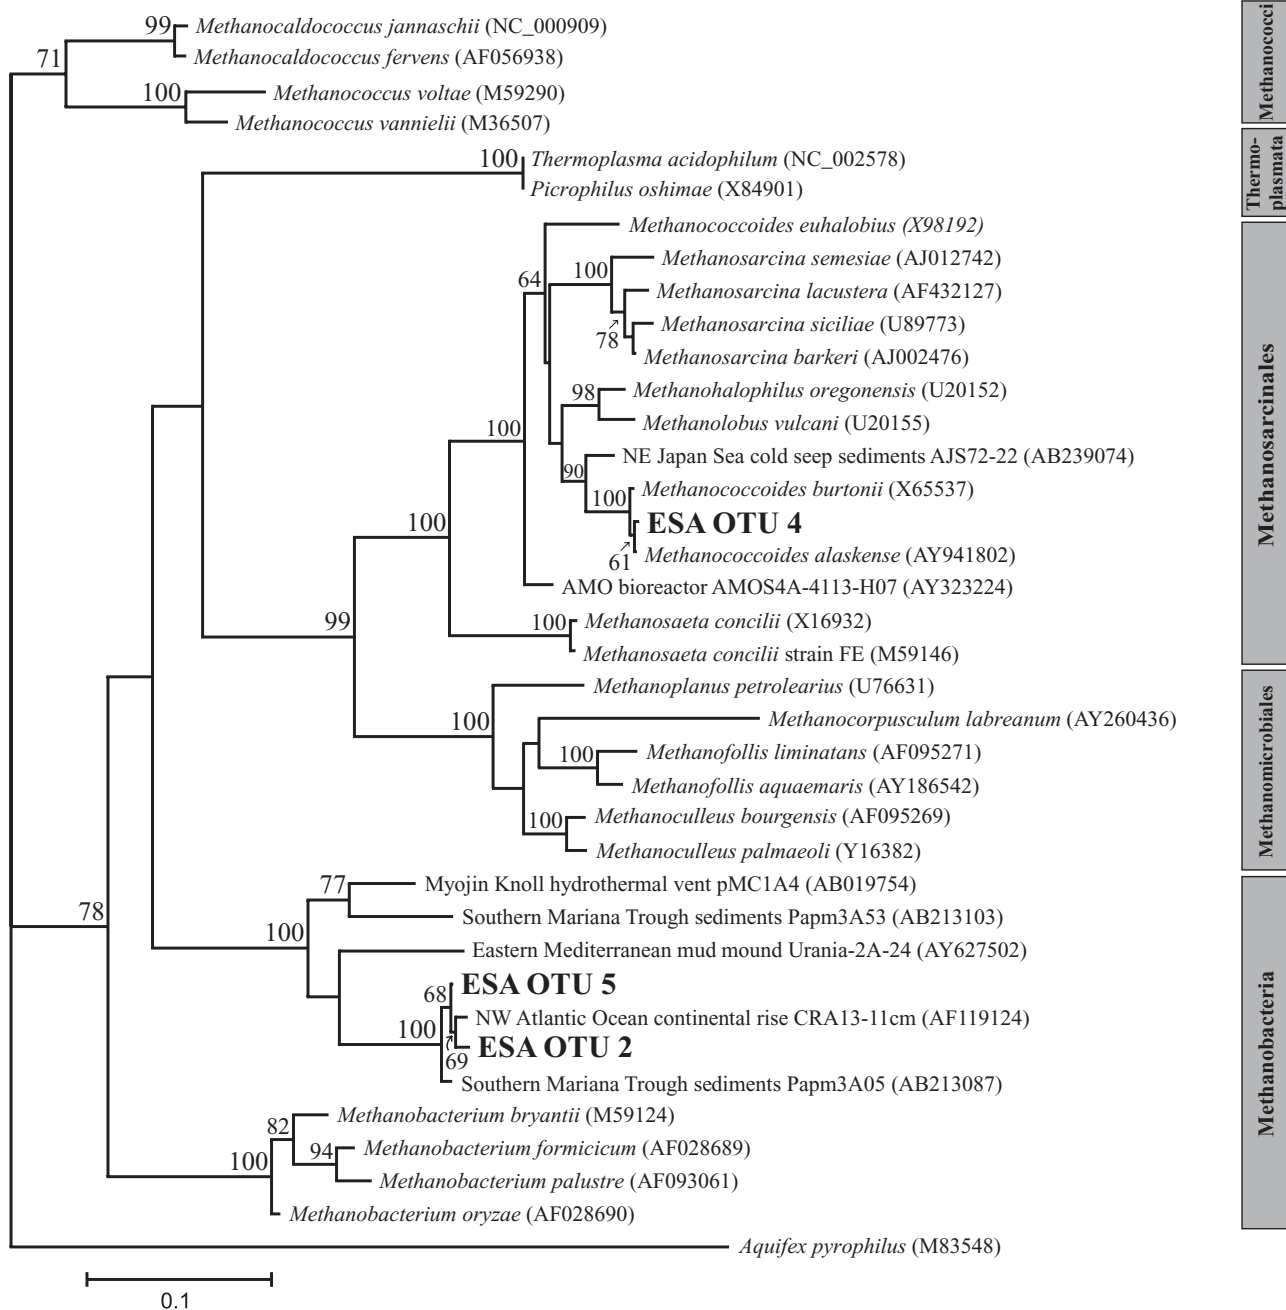 99
Methanocaldococcus jannaschii (NC_000909)
71
Methanocaldococcus fervens (AF056938)
100
Methanococcus voltae (M59290)
Methanococcus vannielii (M36507)
Methanococci
100
Thermoplasma acidophilum (NC_002578)
Picrophilus oshimae (X84901)
Thermo-
plasmata
Methanococcoides euhalobius (X98192)
64
100
Methanosarcina semesiae (AJ012742)
Methanosarcina lacustera (AF432127)
78
Methanosarcina siciliae (U89773)
Methanosarcina barkeri (AJ002476)
98
Methanohalophilus oregonensis (U20152)
Methanolobus vulcani (U20155)
100
90
NE Japan Sea cold seep sediments AJS72-22 (AB239074)
100
Methanococcoides burtonii (X65537)
ESA OTU 4
61
Methanococcoides alaskense (AY941802)
100
AMO bioreactor AMOS4A-4113-H07 (AY323224)
99
100
Methanosaeta concilii (X16932)
Methanosaeta concilii strain FE (M59146)
Methanosarcinales
100
Methanoplanus petrolearius (U76631)
Methanocorpusculum labreanum (AY260436)
100
Methanofollis liminatans (AF095271)
Methanofollis aquaemaris (AY186542)
100
Methanoculleus bourgensis (AF095269)
Methanoculleus palmaeoli (Y16382)
Methanomicrobiales
77
Myojin Knoll hydrothermal vent pMC1A4 (AB019754)
78
Southern Mariana Trough sediments Papm3A53 (AB213103)
100
Eastern Mediterranean mud mound Urania-2A-24 (AY627502)
68
ESA OTU 5
100
NW Atlantic Ocean continental rise CRA13-11cm (AF119124)
69
ESA OTU 2
Southern Mariana Trough sediments Papm3A05 (AB213087)
82
Methanobacterium bryantii (M59124)
94
Methanobacterium formicicum (AF028689)
100
Methanobacterium palustre (AF093061)
Methanobacterium oryzae (AF028690)
Methanobacteria
Aquifex pyrophilus (M83548)
0.1